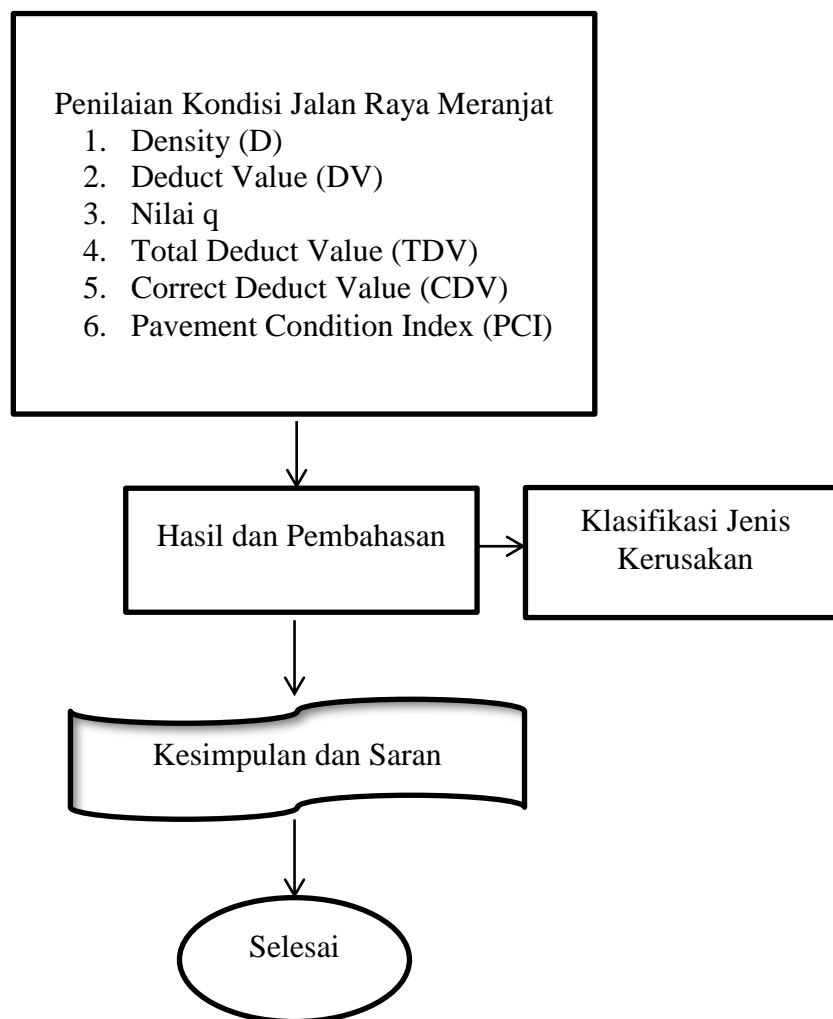 Penilaian Kondisi Jalan Raya Meranjat
1. Density (D)
2. Deduct Value (DV)
3. Nilai q
4. Total Deduct Value (TDV)
5. Correct Deduct Value (CDV)
6. Pavement Condition Index (PCI)
Hasil dan Pembahasan
Klasifikasi Jenis
Kerusakan
Kesimpulan dan Saran
Selesai